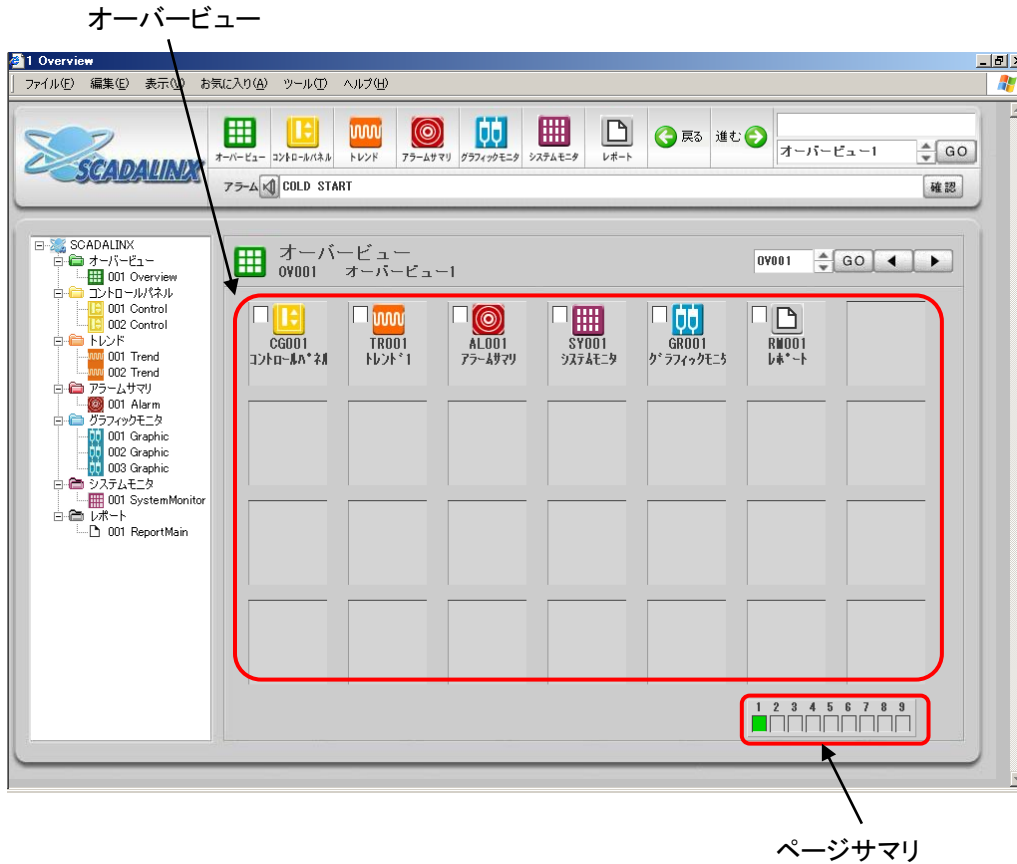 オーバービュー
1 Overview
ファイル(F) 編集(E) 表示(V) お気に入り(A) ツール(T) ヘルプ(H)
SCADALINX
オーバービュー コントロールパネル トレンド アラームサマリ グラフィックモニタ システムモニタ レポート
戻る 進む
オーバービュー1 GO
アラーム COLD START 確認
SCADALINX
オーバービュー
001 Overview
コントロールパネル
001 Control
002 Control
トレンド
001 Trend
002 Trend
アラームサマリ
001 Alarm
グラフィックモニタ
001 Graphic
002 Graphic
003 Graphic
システムモニタ
001 SystemMonitor
レポート
001 ReportMain
オーバービュー
OV001 オーバービュー1
OV001 GO
CG001 TR001 AL001 SY001 GR001 RM001
コントロールパネル トレンド1 アラームサマリ システムモニタ グラフィックモニタ レポート
1 2 3 4 5 6 7 8 9
ページサマリ